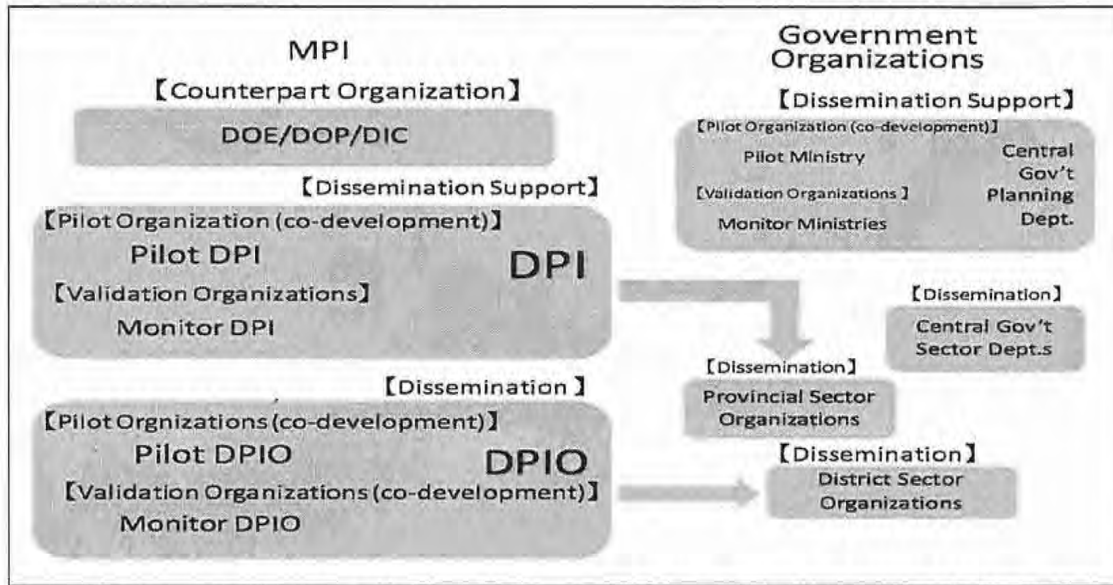 MPI
【Counterpart Organization】
DOE/DOP/DIC
【Dissemination Support】
【Pilot Organization (co-development)】
Pilot DPI
DPI
【Validation Organizations】
Monitor DPI
【Dissemination 】
【Pilot Orgnizations (co-development)】
Pilot DPIO
DPIO
【Validation Organizations (co-development)】
Monitor DPIO
Government
Organizations
【Dissemination Support】
【Pilot Organization (co-development)】
Pilot Ministry
【Validation Organizations 】
Monitor Ministries
Central
Gov't
Planning
Dept.
【Dissemination】
Central Gov't
Sector Dept.s
【Dissemination】
Provincial Sector
Organizations
【Dissemination】
District Sector
Organizations